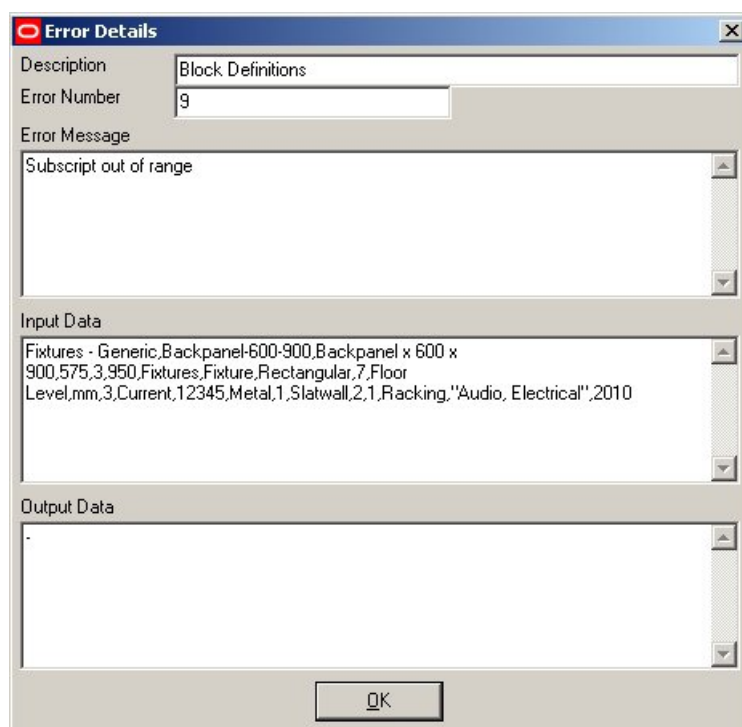 Error Details
Description
Block Definitions
Error Number
9
Error Message
Subscript out of range
Input Data
Fixtures - Generic,Backpanel-600-900,Backpanel x 600 x
900,575,3,950,Fixtures,Fixture,Rectangular,7,Floor
Level,mm,3,Current,12345,Metal,1,Slatwall,2,1,Racking,"Audio, Electrical",2010
Output Data
-
OK